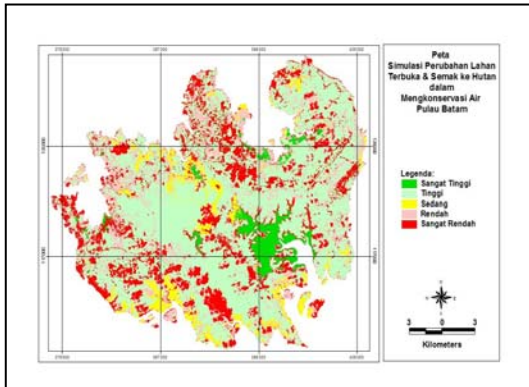 Peta
Simulasi Perubahan Lahan
Terbuka & Semak ke Hutan
dalam
Mengkonservasi Air
Pulau Batam
Legenda:
Sangat Tinggi
Tinggi
Sedang
Rendah
Sangat Rendah
3 0 3
Kilometers